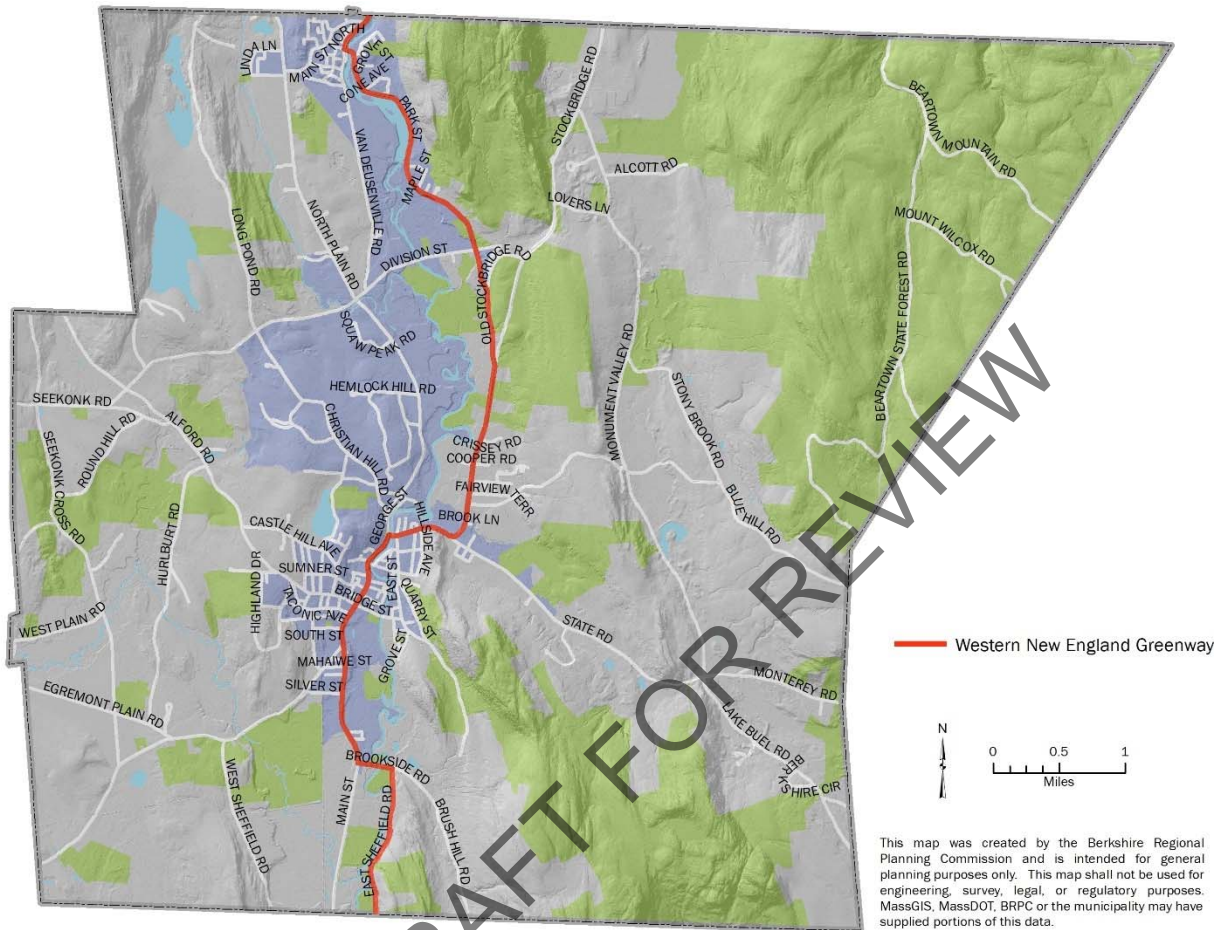 LINDA LN
MAIN ST NORTH
GROVE ST
CONE AVE
PARK ST
STOCKBRIDGE RD
BEARTOWN
MOUNTAIN RD
VAN DEUSENVILLE RD
MAPLE ST
ALCOTT RD
LOVERS LN
LONG POND RD
NORTH PLAIN RD
DIVISION ST
STOCKBRIDGE RD
OLD STOCKBRIDGE RD
MOUNT WILCOX RD
BEARTOWN STATE FOREST RD
SQUAW PEAK RD
HEMLOCK HILL RD
MONUMENT VALLEY RD
STONY BROOK RD
SEEKONK RD
ROUND HILL RD
ALFORD RD
CHRISTIAN HILL RD
SEEKONK CROSS RD
CRISSEY RD
COOPER RD
FAIRVIEW TERR
BROOK LN
BLUE HILL RD
HURLBURT RD
GEORGE ST
HILLSIDE AVE
CASTLE HILL AVE
SUMNER ST
HIGHLAND DR
TACONIC AVE
BRIDGE ST
EAST ST
QUARRY ST
SOUTH ST
WEST PLAIN RD
STATE RD
MAHAIWE ST
GROVE ST
SILVER ST
EGREMONT PLAIN RD
MONTEREY RD
LAKE BUEL RD
BERKSHIRE CIR
BROOKSIDE RD
WEST SHEFFIELD RD
MAIN ST
EAST SHEFFIELD RD
BRUSH HILL RD
DRAFT FOR REVIEW
Western New England Greenway
N
0 0.5 1
Miles
This map was created by the Berkshire Regional
Planning Commission and is intended for general
planning purposes only. This map shall not be used for
engineering, survey, legal, or regulatory purposes.
MassGIS, MassDOT, BRPC or the municipality may have
supplied portions of this data.